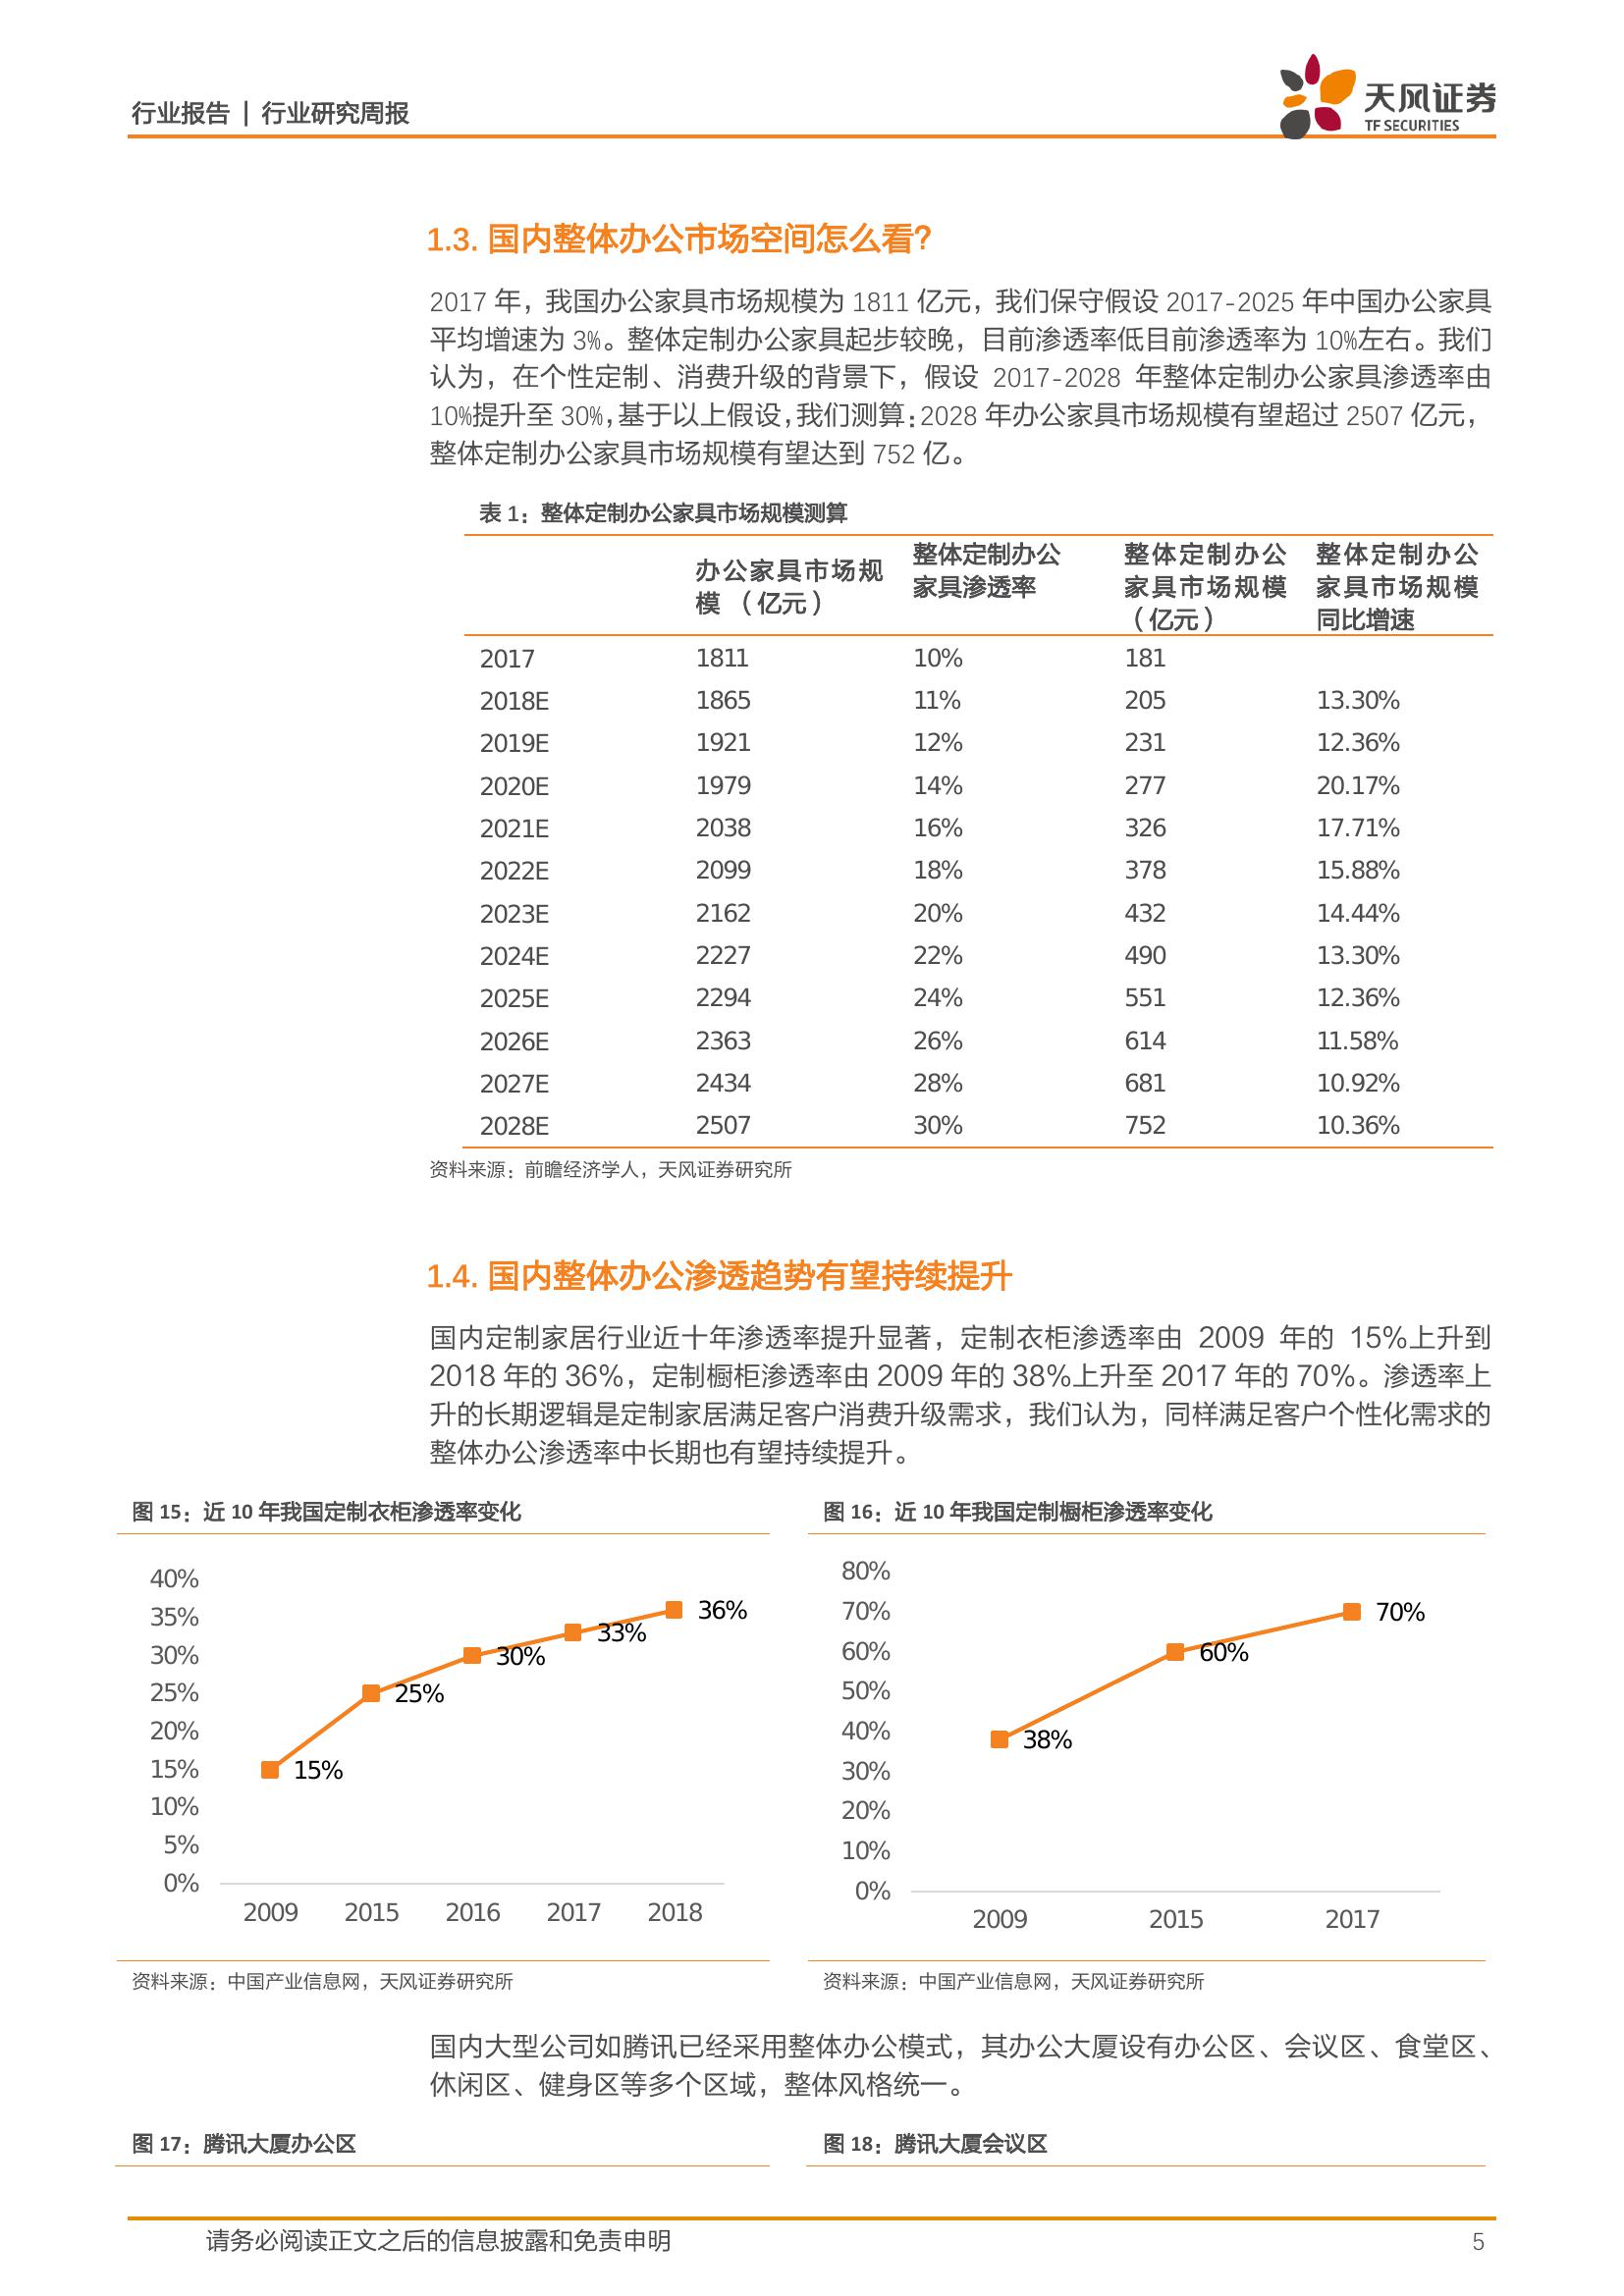 行业报告 | 行业研究周报
天风证券
TF SECURITIES
1.3. 国内整体办公市场空间怎么看？
2017 年，我国办公家具市场规模为 1811 亿元，我们保守假设 2017-2025 年中国办公家具
平均增速为 3%。整体定制办公家具起步较晚，目前渗透率低目前渗透率为 10%左右。我们
认为，在个性定制、消费升级的背景下，假设 2017-2028 年整体定制办公家具渗透率由
10%提升至 30%，基于以上假设，我们测算：2028 年办公家具市场规模有望超过 2507 亿元，
整体定制办公家具市场规模有望达到 752 亿。
表 1：整体定制办公家具市场规模测算
办公家具市场规模 （亿元） 整体定制办公家具渗透率 整体定制办公家具市场规模（亿元） 整体定制办公家具市场规模同比增速
2017 1811 10% 181
2018E 1865 11% 205 13.30%
2019E 1921 12% 231 12.36%
2020E 1979 14% 277 20.17%
2021E 2038 16% 326 17.71%
2022E 2099 18% 378 15.88%
2023E 2162 20% 432 14.44%
2024E 2227 22% 490 13.30%
2025E 2294 24% 551 12.36%
2026E 2363 26% 614 11.58%
2027E 2434 28% 681 10.92%
2028E 2507 30% 752 10.36%
资料来源：前瞻经济学人，天风证券研究所
1.4. 国内整体办公渗透趋势有望持续提升
国内定制家居行业近十年渗透率提升显著，定制衣柜渗透率由 2009 年的 15%上升到
2018 年的 36%，定制橱柜渗透率由 2009 年的 38%上升至 2017 年的 70%。渗透率上
升的长期逻辑是定制家居满足客户消费升级需求，我们认为，同样满足客户个性化需求的
整体办公渗透率中长期也有望持续提升。
图 15：近 10 年我国定制衣柜渗透率变化
40%
35%
30%
25%
20%
15%
10%
5%
0%
15%
25%
30%
33%
36%
2009 2015 2016 2017 2018
资料来源：中国产业信息网，天风证券研究所
图 16：近 10 年我国定制橱柜渗透率变化
80%
70%
60%
50%
40%
30%
20%
10%
0%
38%
60%
70%
2009 2015 2017
资料来源：中国产业信息网，天风证券研究所
国内大型公司如腾讯已经采用整体办公模式，其办公大厦设有办公区、会议区、食堂区、
休闲区、健身区等多个区域，整体风格统一。
图 17：腾讯大厦办公区
图 18：腾讯大厦会议区
请务必阅读正文之后的信息披露和免责申明
5